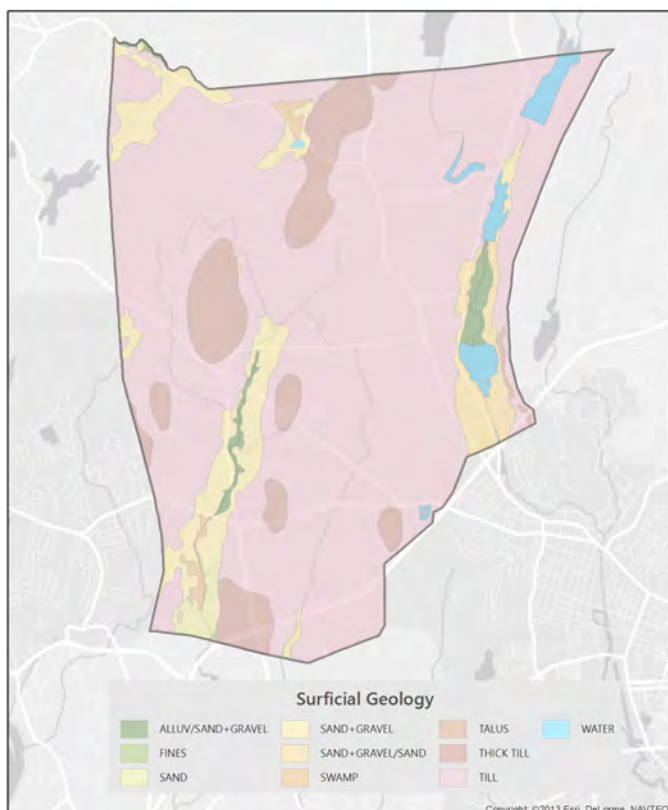 Surficial Geology
ALLUV/SAND+GRAVEL
SAND+GRAVEL
TALUS
WATER
FINES
SAND+GRAVEL/SAND
THICK TILL
SAND
SWAMP
TILL
Copyright: ©2013 Esri, DeLorme, NAVTEQ